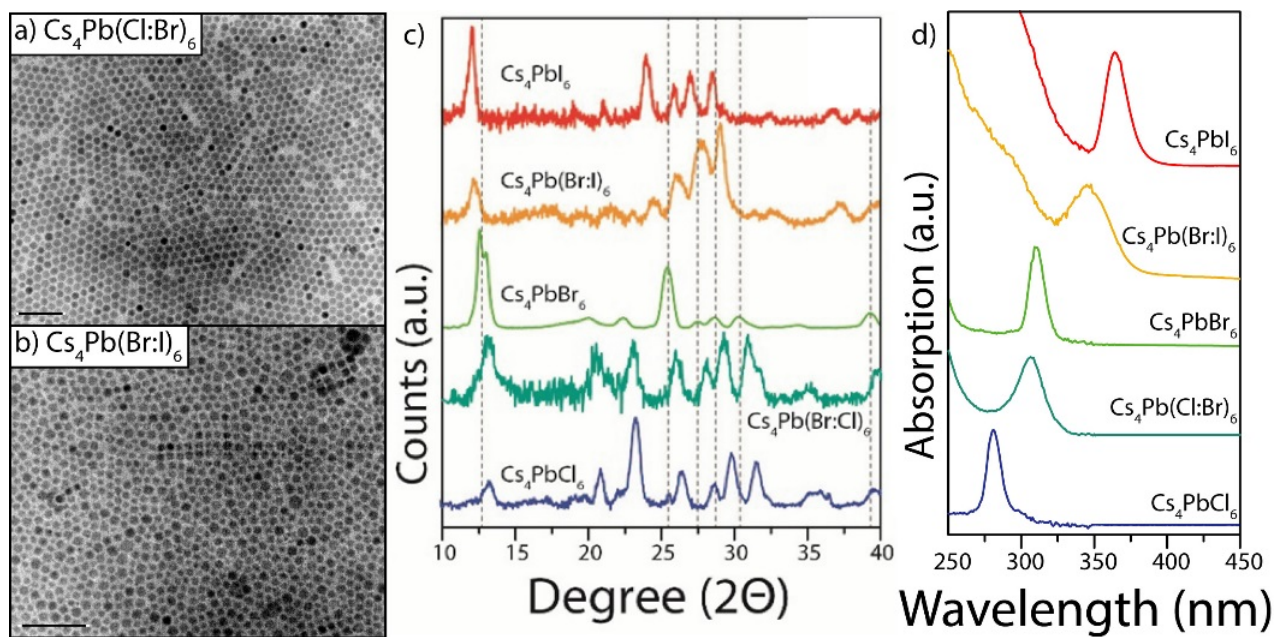 a) Cs₄Pb(Cl:Br)₆
b) Cs₄Pb(Br:I)₆
c)
Cs₄PbI₆
Cs₄Pb(Br:I)₆
Cs₄PbBr₆
Cs₄Pb(Br:Cl)₆
Cs₄PbCl₆
Counts (a.u.)
10 15 20 25 30 35 40
Degree (2Θ)
d)
Cs₄PbI₆
Cs₄Pb(Br:I)₆
Cs₄PbBr₆
Cs₄Pb(Cl:Br)₆
Cs₄PbCl₆
Absorption (a.u.)
250 300 350 400 450
Wavelength (nm)